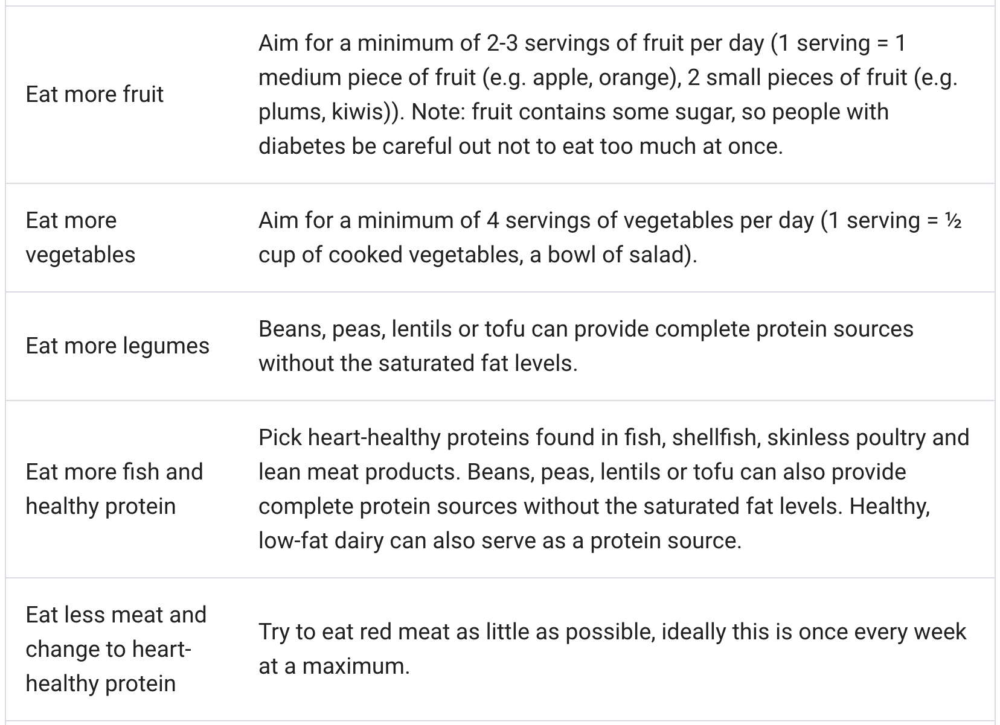 Eat more fruit
Aim for a minimum of 2-3 servings of fruit per day (1 serving = 1
medium piece of fruit (e.g. apple, orange), 2 small pieces of fruit (e.g.
plums, kiwis)). Note: fruit contains some sugar, so people with
diabetes be careful out not to eat too much at once.
Eat more
vegetables
Aim for a minimum of 4 servings of vegetables per day (1 serving = ½
cup of cooked vegetables, a bowl of salad).
Eat more legumes
Beans, peas, lentils or tofu can provide complete protein sources
without the saturated fat levels.
Eat more fish and
healthy protein
Pick heart-healthy proteins found in fish, shellfish, skinless poultry and
lean meat products. Beans, peas, lentils or tofu can also provide
complete protein sources without the saturated fat levels. Healthy,
low-fat dairy can also serve as a protein source.
Eat less meat and
change to heart-
healthy protein
Try to eat red meat as little as possible, ideally this is once every week
at a maximum.